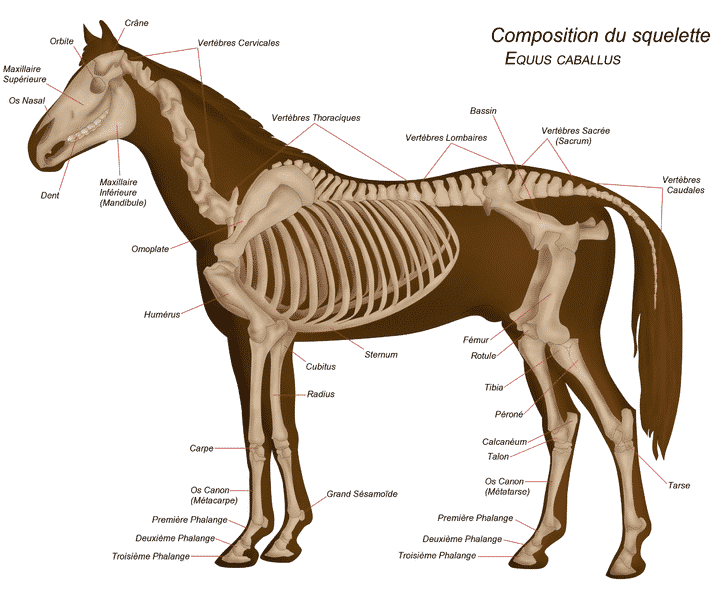 Composition du squelette
EQUUS CABALLUS
Crâne
Orbite
Vertèbres Cervicales
Maxillaire
Supérieure
Os Nasal
Dent
Maxillaire
Inférieure
(Mandibule)
Vertèbres Thoraciques
Bassin
Vertèbres Lombaires
Vertèbres Sacrée
(Sacrum)
Vertèbres
Caudales
Omoplate
Humérus
Sternum
Cubitus
Radius
Fémur
Rotule
Tibia
Péroné
Carpe
Calcanéum
Talon
Os Canon
(Métacarpe)
Grand Sésamoïde
Os Canon
(Métatarse)
Tarse
Première Phalange
Deuxième Phalange
Troisième Phalange
Première Phalange
Deuxième Phalange
Troisième Phalange